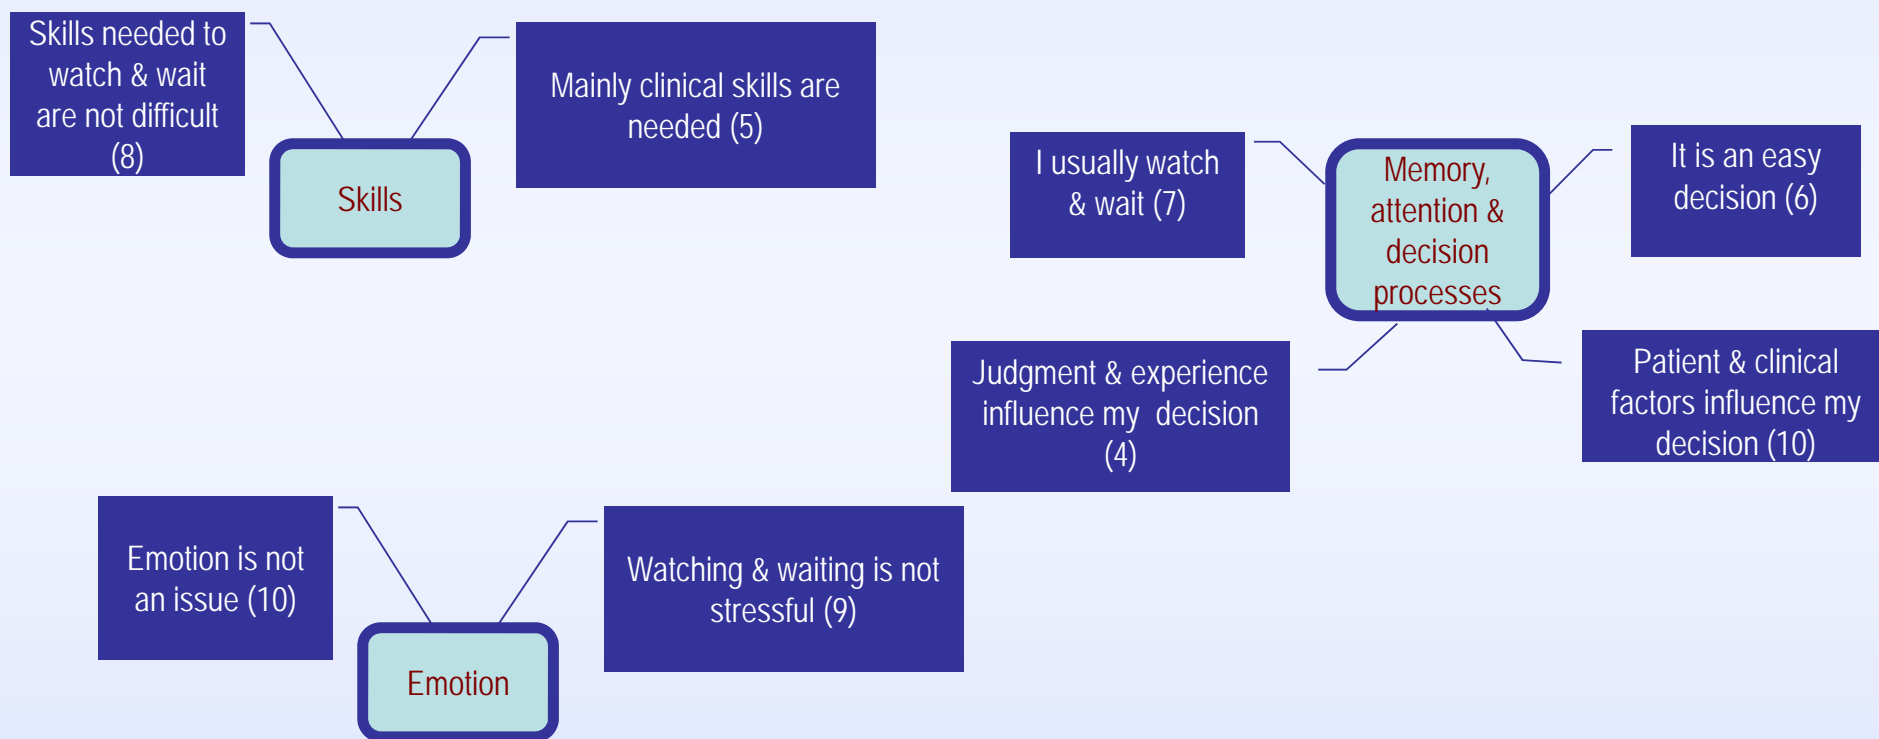 Skills needed to
watch & wait
are not difficult
(8)
Mainly clinical skills are
needed (5)
Skills
I usually watch
& wait (7)
Memory,
attention &
decision
processes
It is an easy
decision (6)
Judgment & experience
influence my decision
(4)
Patient & clinical
factors influence my
decision (10)
Emotion is not
an issue (10)
Watching & waiting is not
stressful (9)
Emotion